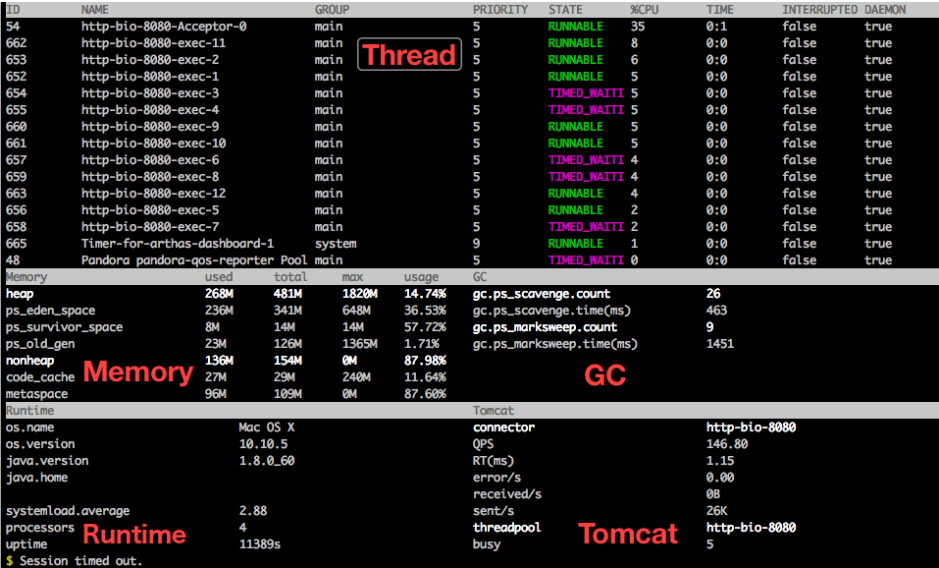 ID NAME GROUP PRIORITY STATE %CPU TIME INTERRUPTED DAEMON
54 http-bio-8080-Acceptor-0 main 5 RUNNABLE 35 0:1 false true
662 http-bio-8080-exec-11 main 5 RUNNABLE 8 0:0 false true
Thread
653 http-bio-8080-exec-2 main 5 RUNNABLE 6 0:0 false true
652 http-bio-8080-exec-1 main 5 RUNNABLE 5 0:0 false true
654 http-bio-8080-exec-3 main 5 TIMED_WAITI 5 0:0 false true
655 http-bio-8080-exec-4 main 5 TIMED_WAITI 5 0:0 false true
660 http-bio-8080-exec-9 main 5 RUNNABLE 5 0:0 false true
661 http-bio-8080-exec-10 main 5 RUNNABLE 5 0:0 false true
657 http-bio-8080-exec-6 main 5 TIMED_WAITI 4 0:0 false true
659 http-bio-8080-exec-8 main 5 TIMED_WAITI 4 0:0 false true
663 http-bio-8080-exec-12 main 5 RUNNABLE 4 0:0 false true
656 http-bio-8080-exec-5 main 5 RUNNABLE 2 0:0 false true
658 http-bio-8080-exec-7 main 5 TIMED_WAITI 2 0:0 false true
665 Timer-for-arthas-dashboard-1 system 9 RUNNABLE 1 0:0 false true
48 Pandora pandora-qos-reporter Pool main 5 TIMED_WAITI 0 0:0 false true
Memory used total max usage GC
heap 268M 481M 1820M 14.74% gc.ps_scavenge.count 26
ps_eden_space 236M 341M 648M 36.53% gc.ps_scavenge.time(ms) 463
ps_survivor_space 8M 14M 14M 57.72% gc.ps_marksweep.count 9
ps_old_gen 23M 126M 1365M 1.71% gc.ps_marksweep.time(ms) 1451
nonheap 136M 154M 0M 87.98%
Memory GC
code_cache 27M 29M 240M 11.64%
metaspace 96M 109M 0M 87.60%
Runtime Tomcat
os.name Mac OS X connector http-bio-8080
os.version 10.10.5 QPS 146.80
java.version 1.8.0_60 RT(ms) 1.15
java.home error/s 0.00
received/s 0B
systemload.average 2.88 sent/s 26K
processors 4 threadpool http-bio-8080
Runtime Tomcat
uptime 11389s busy 5
$ Session timed out.